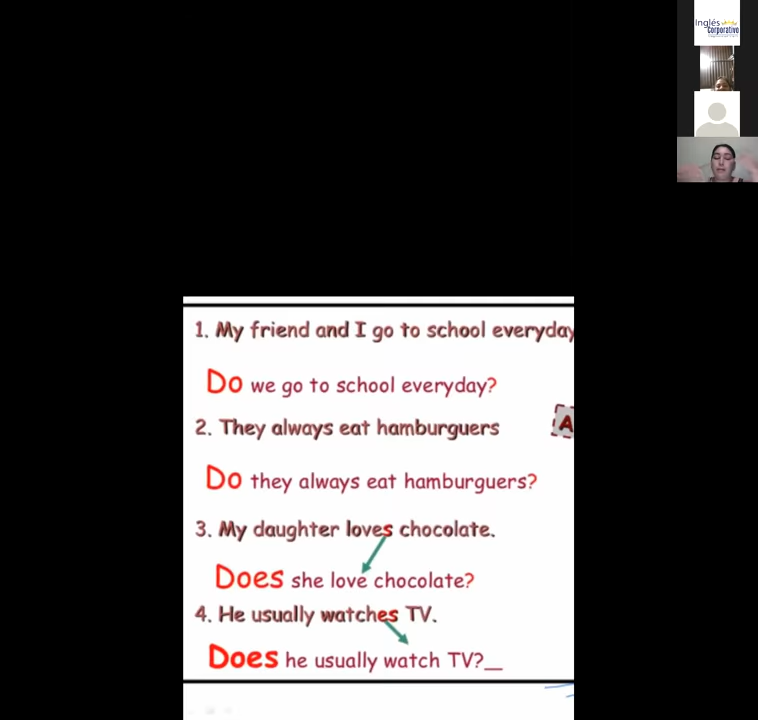 Inglés
Corporativo
1. My friend and I go to school everyday
Do we go to school everyday?
2. They always eat hamburguers
A
Do they always eat hamburguers?
3. My daughter loves chocolate.
Does she love chocolate?
4. He usually watches TV.
Does he usually watch TV?_